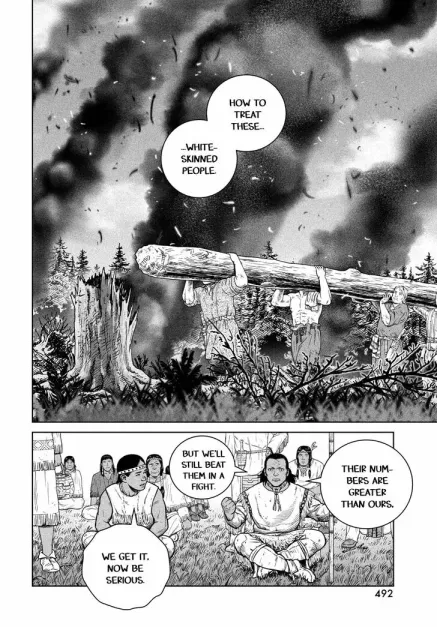 HOW TO
TREAT
THESE...
...WHITE-
SKINNED
PEOPLE.
THEIR NUM-
BERS ARE
GREATER
THAN OURS.
BUT WE'LL
STILL BEAT
THEM IN A
FIGHT.
WE GET IT.
NOW BE
SERIOUS.
492